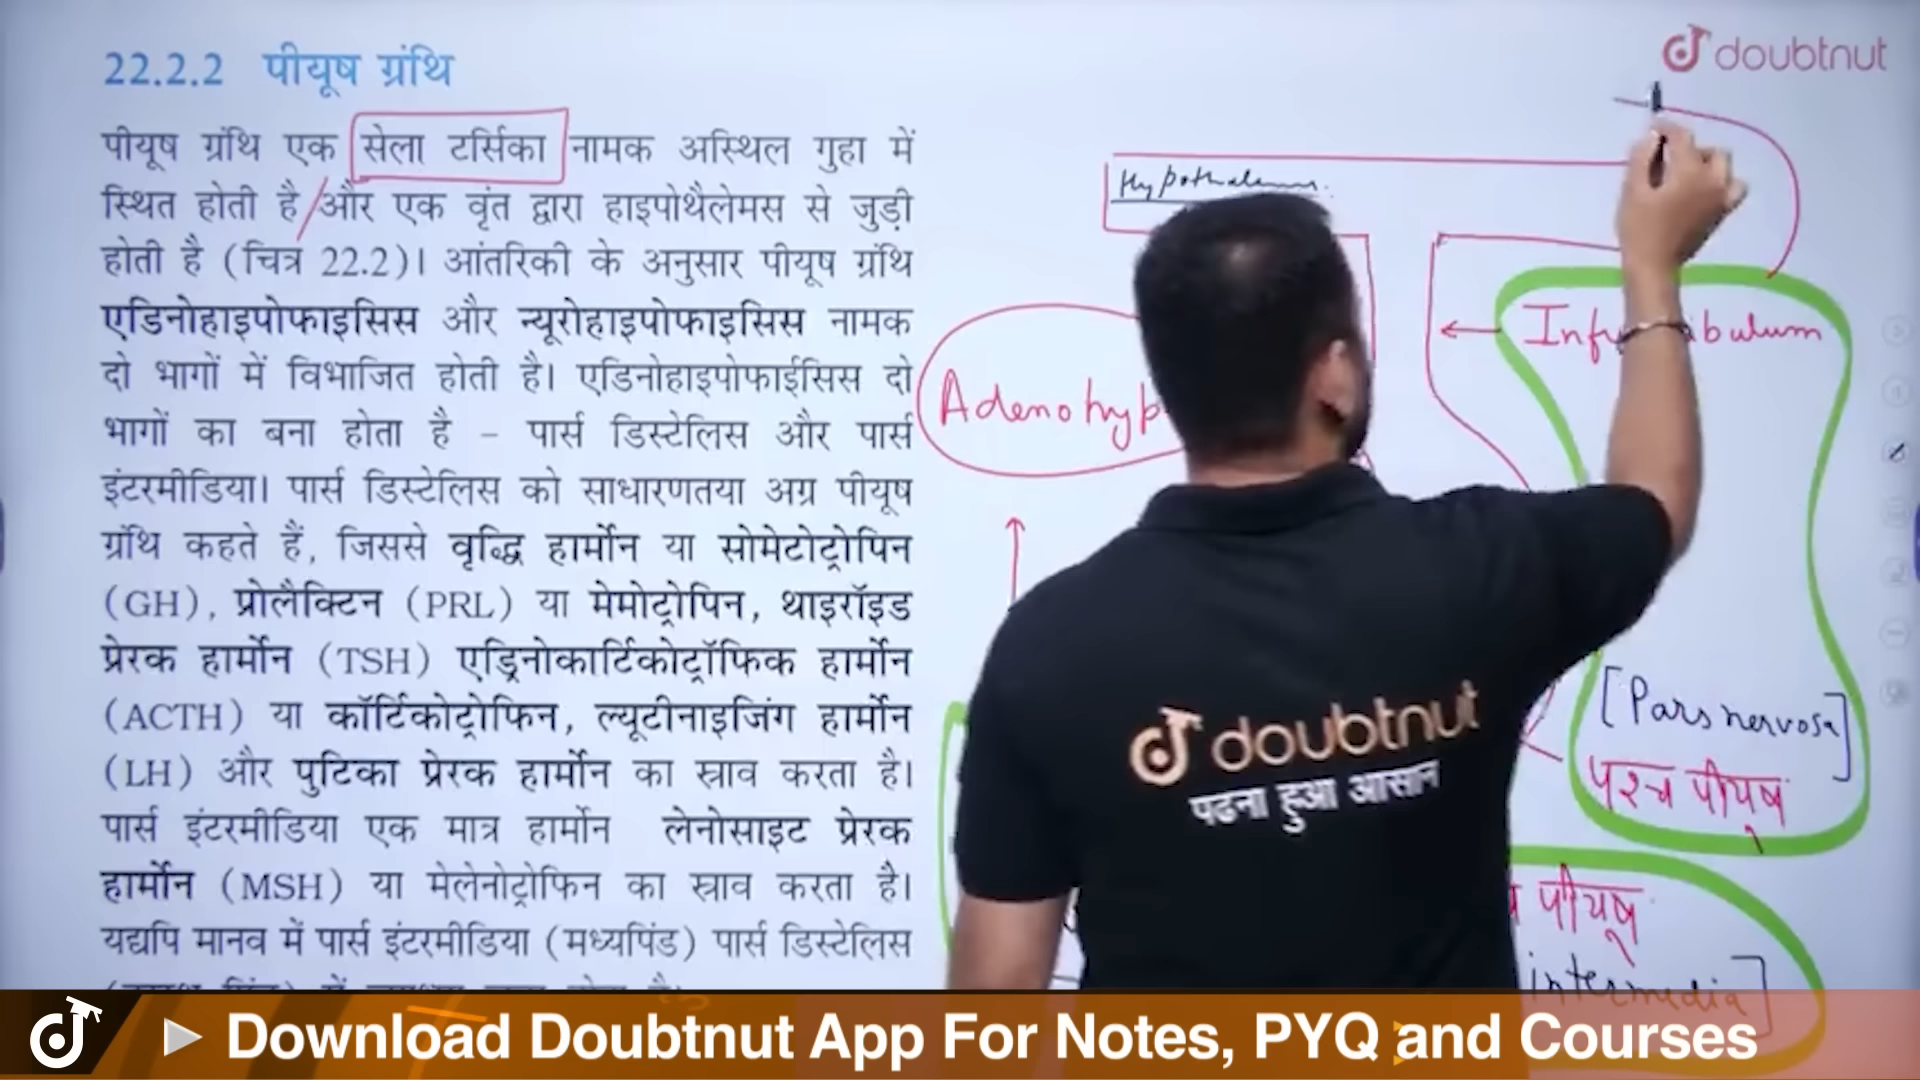 22.2.2 पीयूष ग्रंथि
पीयूष ग्रंथि एक सेला टर्सिका नामक अस्थिल गुहा में
स्थित होती है और एक वृंत द्वारा हाइपोथैलेमस से जुड़ी
होती है (चित्र 22.2)। आंतरिकी के अनुसार पीयूष ग्रंथि
एडिनोहाइपोफाइसिस और न्यूरोहाइपोफाइसिस नामक
दो भागों में विभाजित होती है। एडिनोहाइपोफाईसिस दो
भागों का बना होता है – पार्स डिस्टेलिस और पार्स
इंटरमीडिया। पार्स डिस्टेलिस को साधारणतया अग्र पीयूष
ग्रंथि कहते हैं, जिससे वृद्धि हार्मोन या सोमेटोट्रोपिन
(GH), प्रोलैक्टिन (PRL) या मेमोट्रोपिन, थाइरॉइड
प्रेरक हार्मोन (TSH) एड्रिनोकार्टिकोट्रॉफिक हार्मोन
(ACTH) या कॉर्टिकोट्रोफिन, ल्यूटीनाइजिंग हार्मोन
(LH) और पुटिका प्रेरक हार्मोन का स्राव करता है।
पार्स इंटरमीडिया एक मात्र हार्मोन लेनोसाइट प्रेरक
हार्मोन (MSH) या मेलेनोट्रोफिन का स्राव करता है।
यद्यपि मानव में पार्स इंटरमीडिया (मध्यपिंड) पार्स डिस्टेलिस
doubtnut
Hypothalamus.
Adenohyp
[Pars nervosa]
पश्च पीयूष
पीयूष
intermedia]
doubtnut
पढना हुआ आसान
Download Doubtnut App For Notes, PYQ and Courses